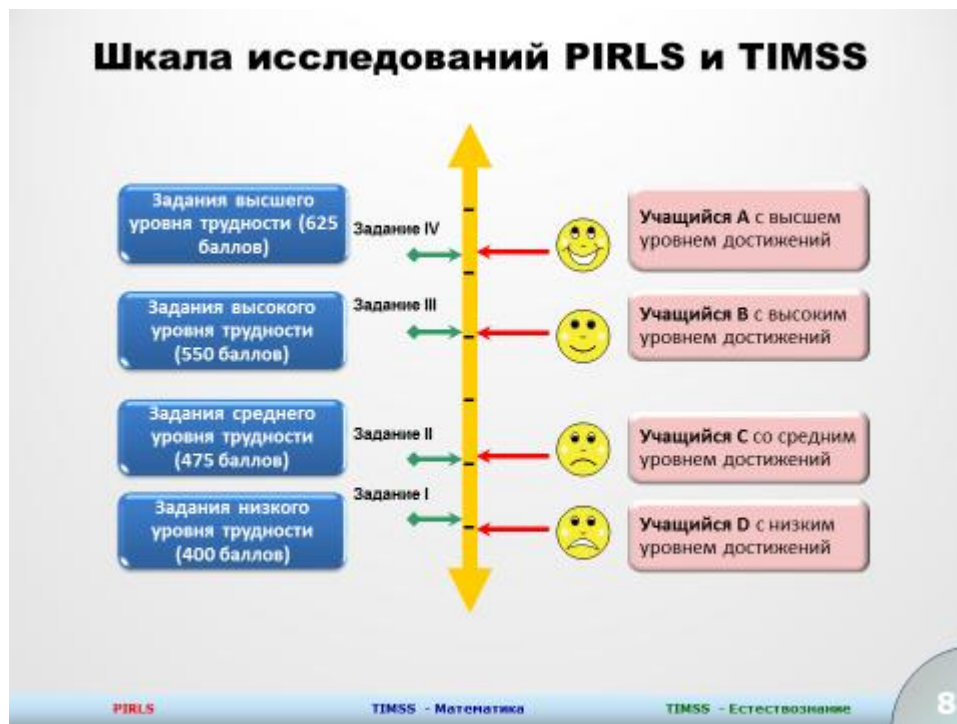 Шкала исследований PIRLS и TIMSS
Задания высшего
уровня трудности (625
баллов)
Задание IV
Учащийся А с высшем
уровнем достижений
Задания высокого
уровня трудности
(550 баллов)
Задание III
Учащийся В с высоким
уровнем достижений
Задания среднего
уровня трудности
(475 баллов)
Задание II
Учащийся С со средним
уровнем достижений
Задания низкого
уровня трудности
(400 баллов)
Задание I
Учащийся D с низким
уровнем достижений
PIRLS
TIMSS - Математика
TIMSS - Естествознание
8